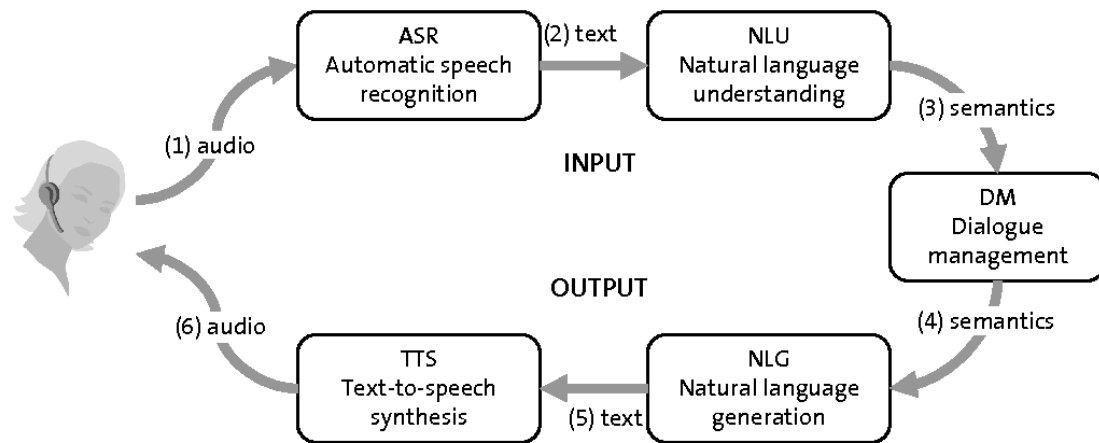 ASR
Automatic speech
recognition
(2) text
NLU
Natural language
understanding
(1) audio
(3) semantics
INPUT
DM
Dialogue
management
OUTPUT
(6) audio
(4) semantics
TTS
Text-to-speech
synthesis
(5) text
NLG
Natural language
generation